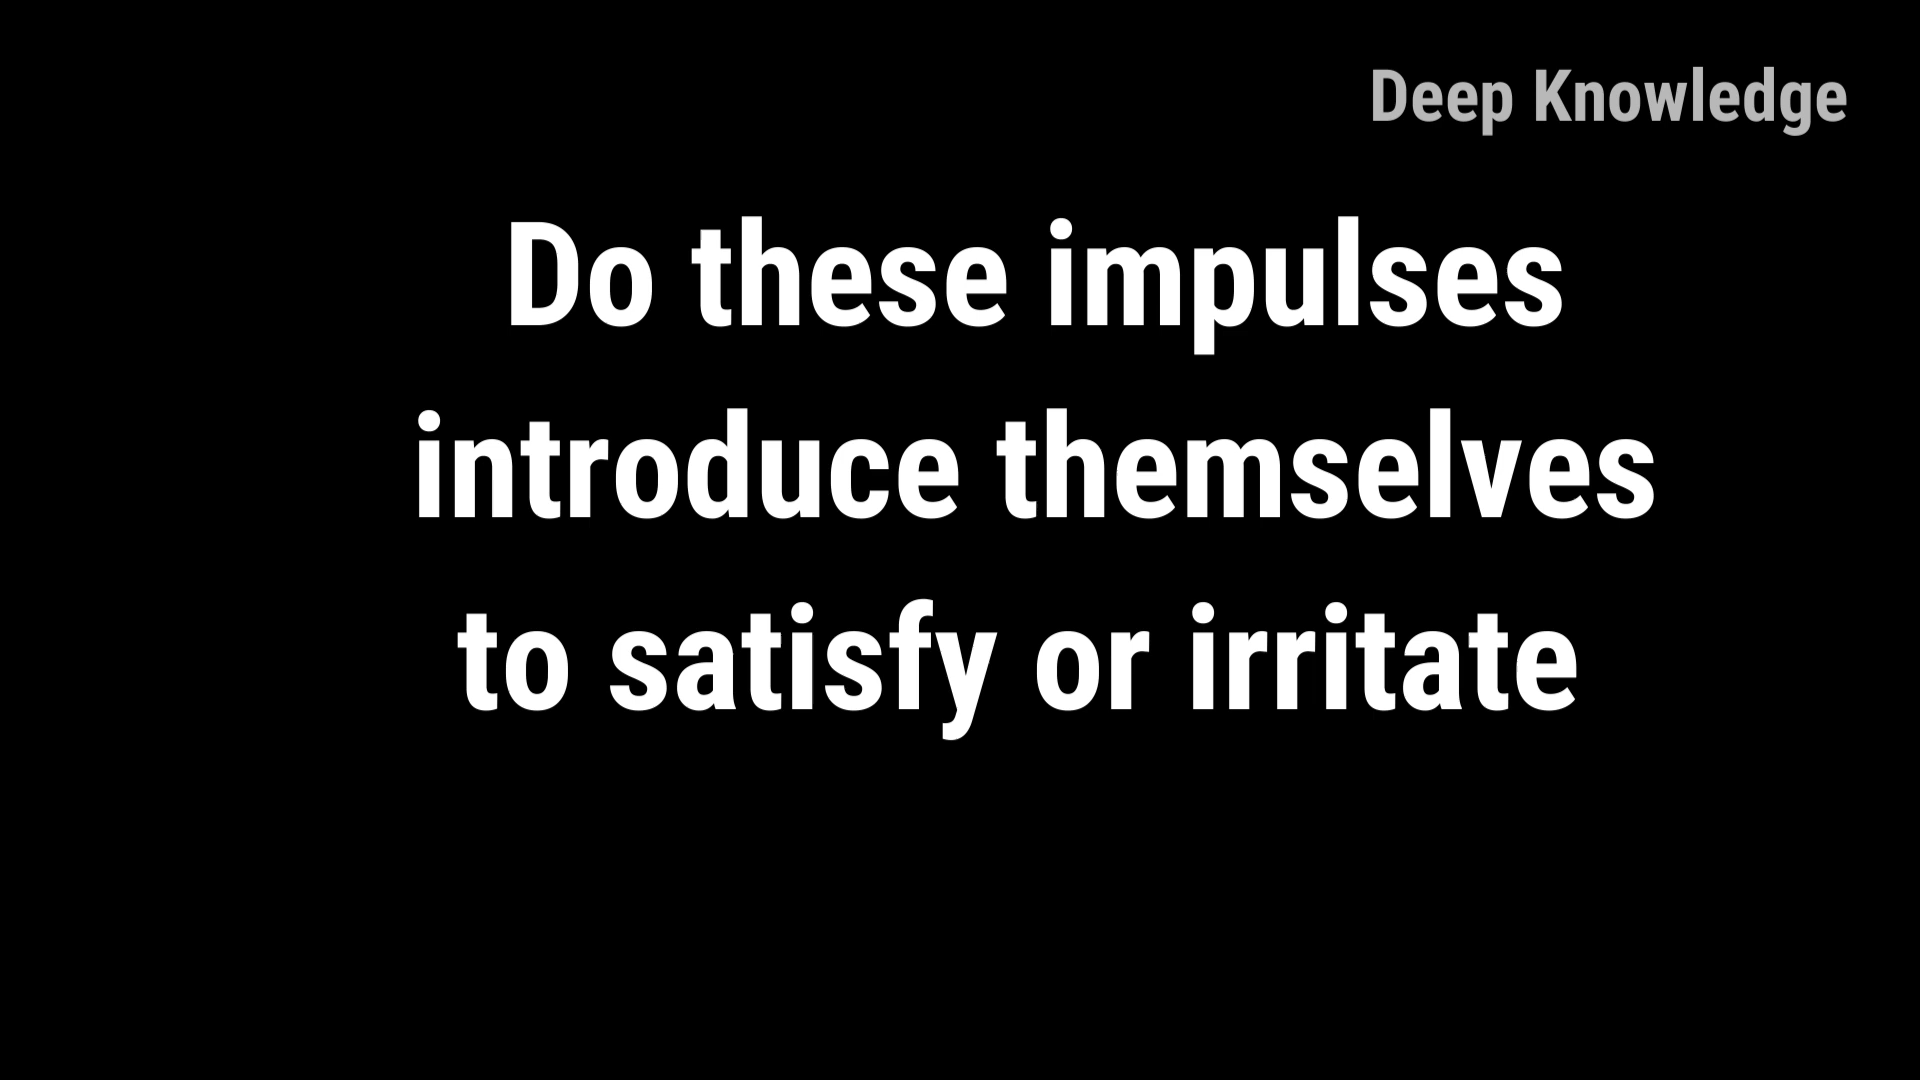 Deep Knowledge
Do these impulses
introduce themselves
to satisfy or irritate